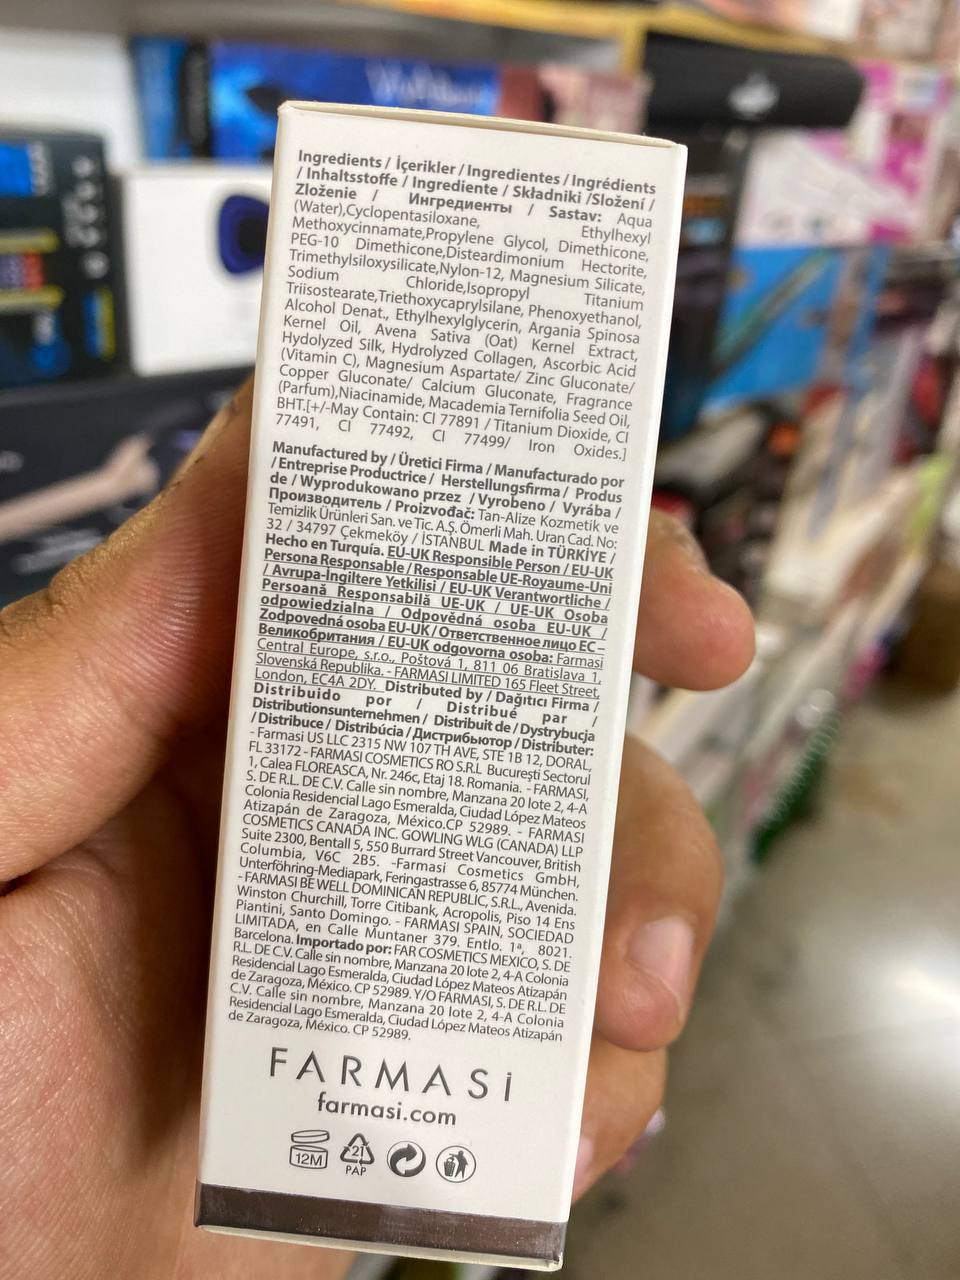 Ingredients / İçerikler / Ingredientes / Ingrédients
/ Inhaltsstoffe / Ingrediente / Składniki /Složení /
Zloženie / Ингредиенты / Sastav: Aqua
(Water),Cyclopentasiloxane, Ethylhexyl
Methoxycinnamate,Propylene Glycol, Dimethicone,
PEG-10 Dimethicone,Disteardimonium Hectorite,
Trimethylsiloxysilicate,Nylon-12, Magnesium Silicate,
Sodium Chloride,Isopropyl Titanium
Triisostearate,Triethoxycaprylsilane, Phenoxyethanol,
Alcohol Denat., Ethylhexylglycerin, Argania Spinosa
Kernel Oil, Avena Sativa (Oat) Kernel Extract,
Hydolyzed Silk, Hydrolyzed Collagen, Ascorbic Acid
(Vitamin C), Magnesium Aspartate/ Zinc Gluconate/
Copper Gluconate/ Calcium Gluconate, Fragrance
(Parfum),Niacinamide, Macademia Ternifolia Seed Oil,
BHT.[+/-May Contain: CI 77891 / Titanium Dioxide, CI
77491, CI 77492, CI 77499/ Iron Oxides.]
Manufactured by / Üretici Firma / Manufacturado por
/ Entreprise Productrice / Herstellungsfirma / Produs
de / Wyprodukowano przez / Vyrobeno / Vyrába /
Производитель / Proizvođač: Tan-Alize Kozmetik ve
Temizlik Ürünleri San. ve Tic. A.Ş. Ömerli Mah. Uran Cad. No:
32 / 34797 Çekmeköy / İSTANBUL Made in TÜRKİYE /
Hecho en Turquía. EU-UK Responsible Person / EU-UK
Persona Responsable / Responsable UE-Royaume-Uni
/ Avrupa-İngiltere Yetkilisi / EU-UK Verantwortliche /
Persoană Responsabilă UE-UK / UE-UK Osoba
odpowiedzialna / Odpovědná osoba EU-UK /
Zodpovedná osoba EU-UK / Ответственное лицо ЕС –
Великобритания / EU-UK odgovorna osoba: Farmasi
Central Europe, s.r.o., Poštová 1, 811 06 Bratislava 1,
Slovenská Republika. - FARMASI LIMITED 165 Fleet Street,
London, EC4A 2DY. Distributed by / Dağıtıcı Firma /
Distribuido por / Distribué par /
Distributionsunternehmen / Distribuit de / Dystrybucja
/ Distribuce / Distribúcia / Дистрибьютор / Distributer:
- Farmasi US LLC 2315 NW 107 TH AVE, STE 1B 12, DORAL,
FL 33172 - FARMASI COSMETICS RO S.R.L București Sectorul
1, Calea FLOREASCA, Nr. 246c, Etaj 18. Romania. - FARMASI,
S. DE R.L. DE C.V. Calle sin nombre, Manzana 20 lote 2, 4-A
Colonia Residencial Lago Esmeralda, Ciudad López Mateos
Atizapán de Zaragoza, México.CP 52989. - FARMASI
COSMETICS CANADA INC. GOWLING WLG (CANADA) LLP
Suite 2300, Bentall 5, 550 Burrard Street Vancouver, British
Columbia, V6C 2B5. -Farmasi Cosmetics GmbH,
Unterföhring-Mediapark, Feringastrasse 6, 85774 München.
- FARMASI BE WELL DOMINICAN REPUBLIC, S.R.L., Avenida.
Winston Churchill, Torre Citibank, Acropolis, Piso 14 Ens
Piantini, Santo Domingo. - FARMASI SPAIN, SOCIEDAD
LIMITADA, en Calle Muntaner 379. Entlo. 1ª, 8021.
Barcelona. Importado por: FAR COSMETICS MEXICO, S. DE
R.L. DE C.V. Calle sin nombre, Manzana 20 lote 2, 4-A Colonia
Residencial Lago Esmeralda, Ciudad López Mateos Atizapán
de Zaragoza, México. CP 52989. Y/O FARMASI, S. DE R.L. DE
C.V. Calle sin nombre, Manzana 20 lote 2, 4-A Colonia
Residencial Lago Esmeralda, Ciudad López Mateos Atizapán
de Zaragoza, México. CP 52989.
FARMASi
farmasi.com
12M
21
PAP